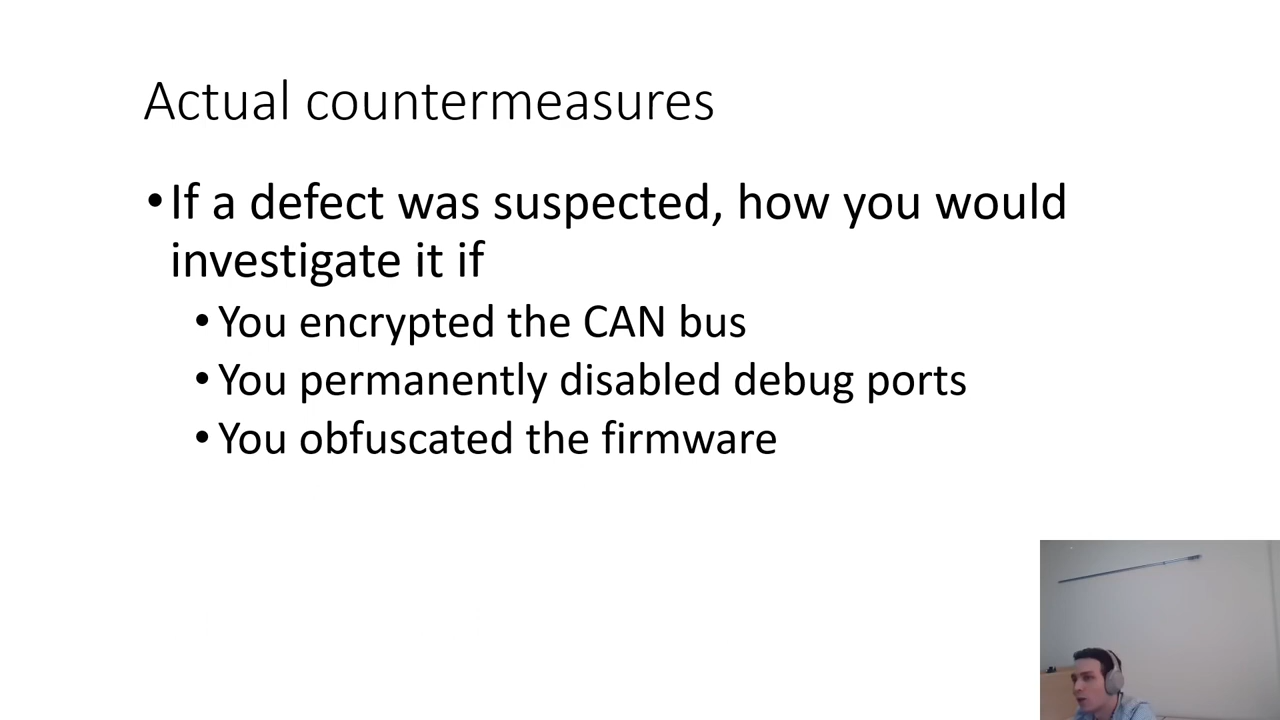 Actual countermeasures
•If a defect was suspected, how you would
investigate it if
•You encrypted the CAN bus
•You permanently disabled debug ports
•You obfuscated the firmware